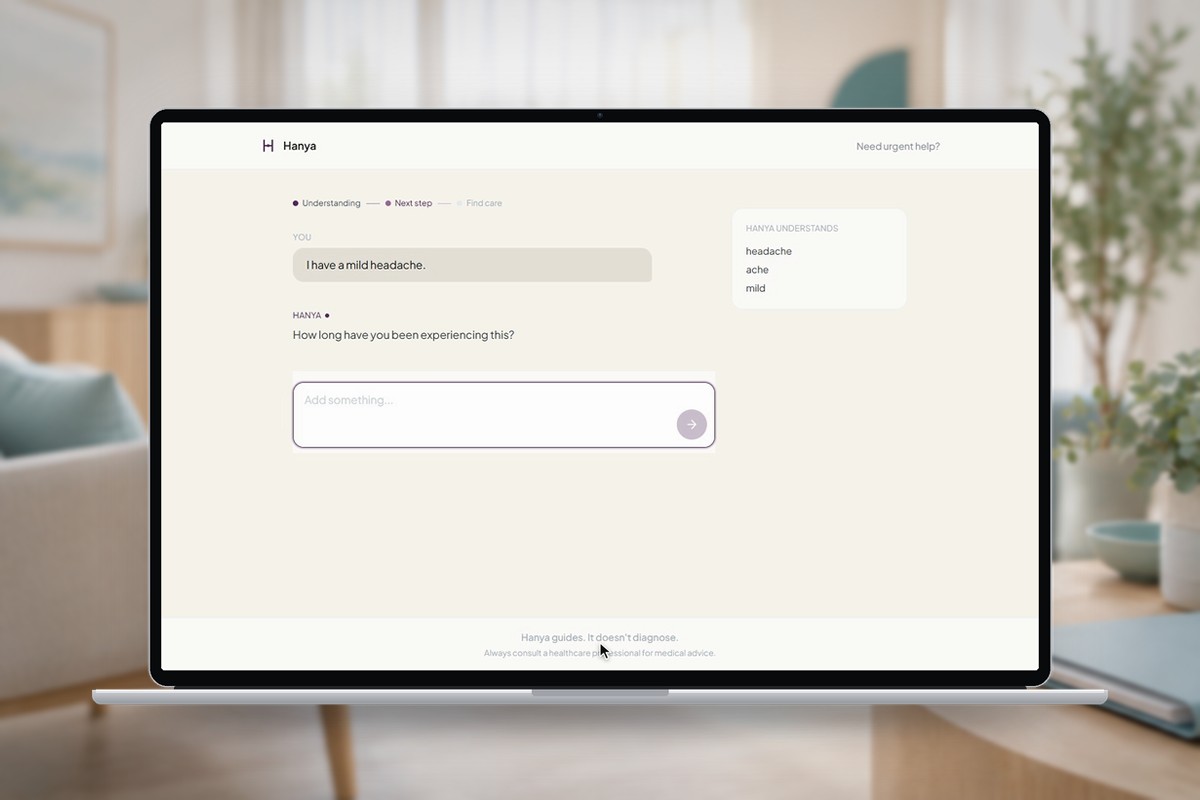 Hanya
Need urgent help?
Understanding
Next step
Find care
YOU
I have a mild headache.
HANYA
How long have you been experiencing this?
Add something...
HANYA UNDERSTANDS
headache
ache
mild
Hanya guides. It doesn't diagnose.
Always consult a healthcare professional for medical advice.